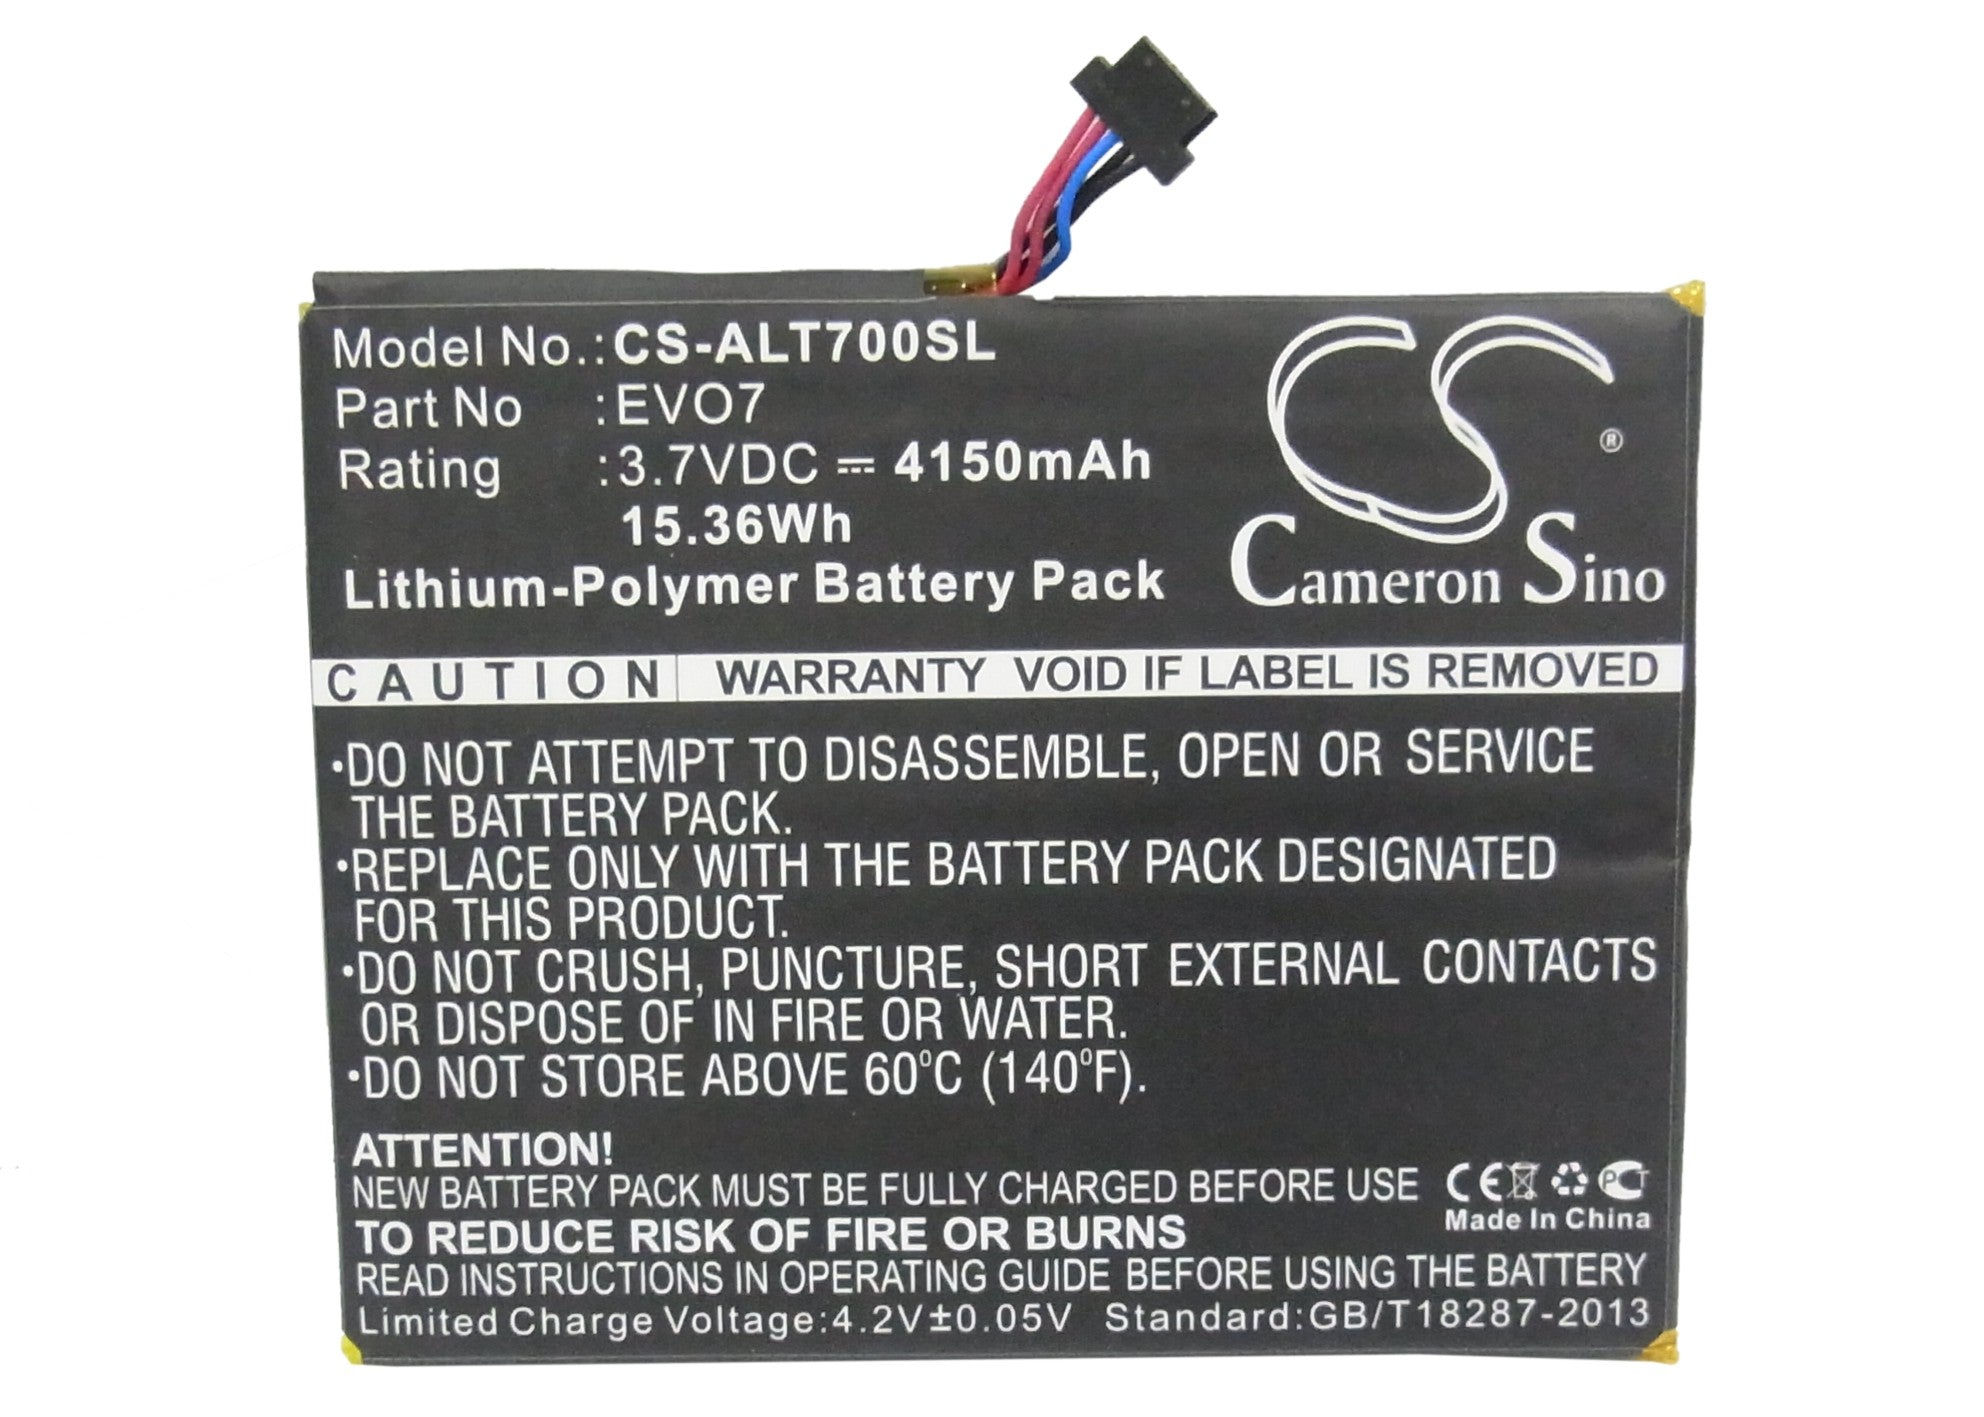 Model No.:CS-ALT700SL
Part No :EVO7
Rating :3.7VDC ⎓ 4150mAh
15.36Wh
Lithium-Polymer Battery Pack
CS
®
Cameron Sino
CAUTION WARRANTY VOID IF LABEL IS REMOVED
•DO NOT ATTEMPT TO DISASSEMBLE, OPEN OR SERVICE
THE BATTERY PACK.
•REPLACE ONLY WITH THE BATTERY PACK DESIGNATED
FOR THIS PRODUCT.
•DO NOT CRUSH, PUNCTURE, SHORT EXTERNAL CONTACTS
OR DISPOSE OF IN FIRE OR WATER.
•DO NOT STORE ABOVE 60°C (140°F).
ATTENTION!
NEW BATTERY PACK MUST BE FULLY CHARGED BEFORE USE
CE PCT
Made In China
TO REDUCE RISK OF FIRE OR BURNS
READ INSTRUCTIONS IN OPERATING GUIDE BEFORE USING THE BATTERY
Limited Charge Voltage:4.2V±0.05V Standard:GB/T18287-2013